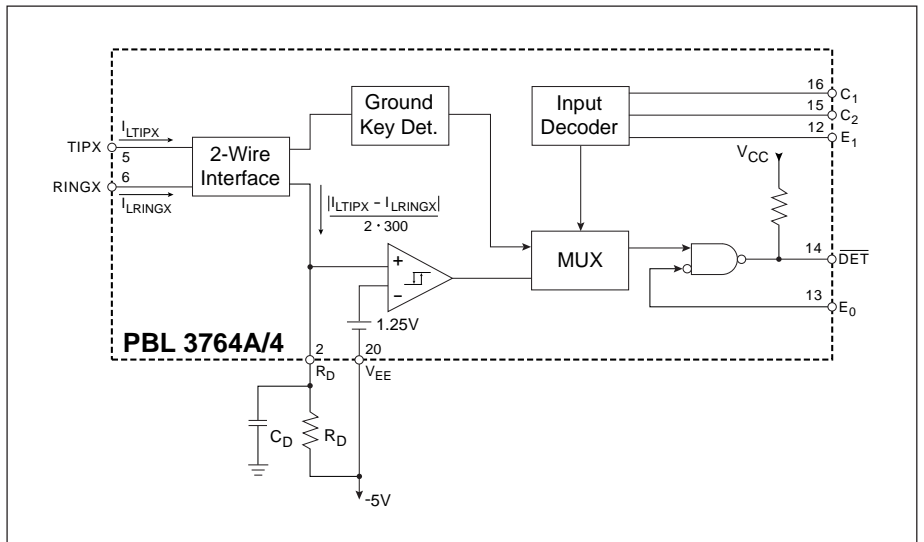 Ground
Key Det.
Input
Decoder
16
C1
15
C2
12
E1
TIPX
5
ILTIPX
2-Wire
Interface
RINGX
6
ILRINGX
|ILTIPX - ILRINGX|
2 · 300
+
-
1.25V
MUX
VCC
14
DET
13
E0
PBL 3764A/4
2
RD
20
VEE
CD
RD
-5V